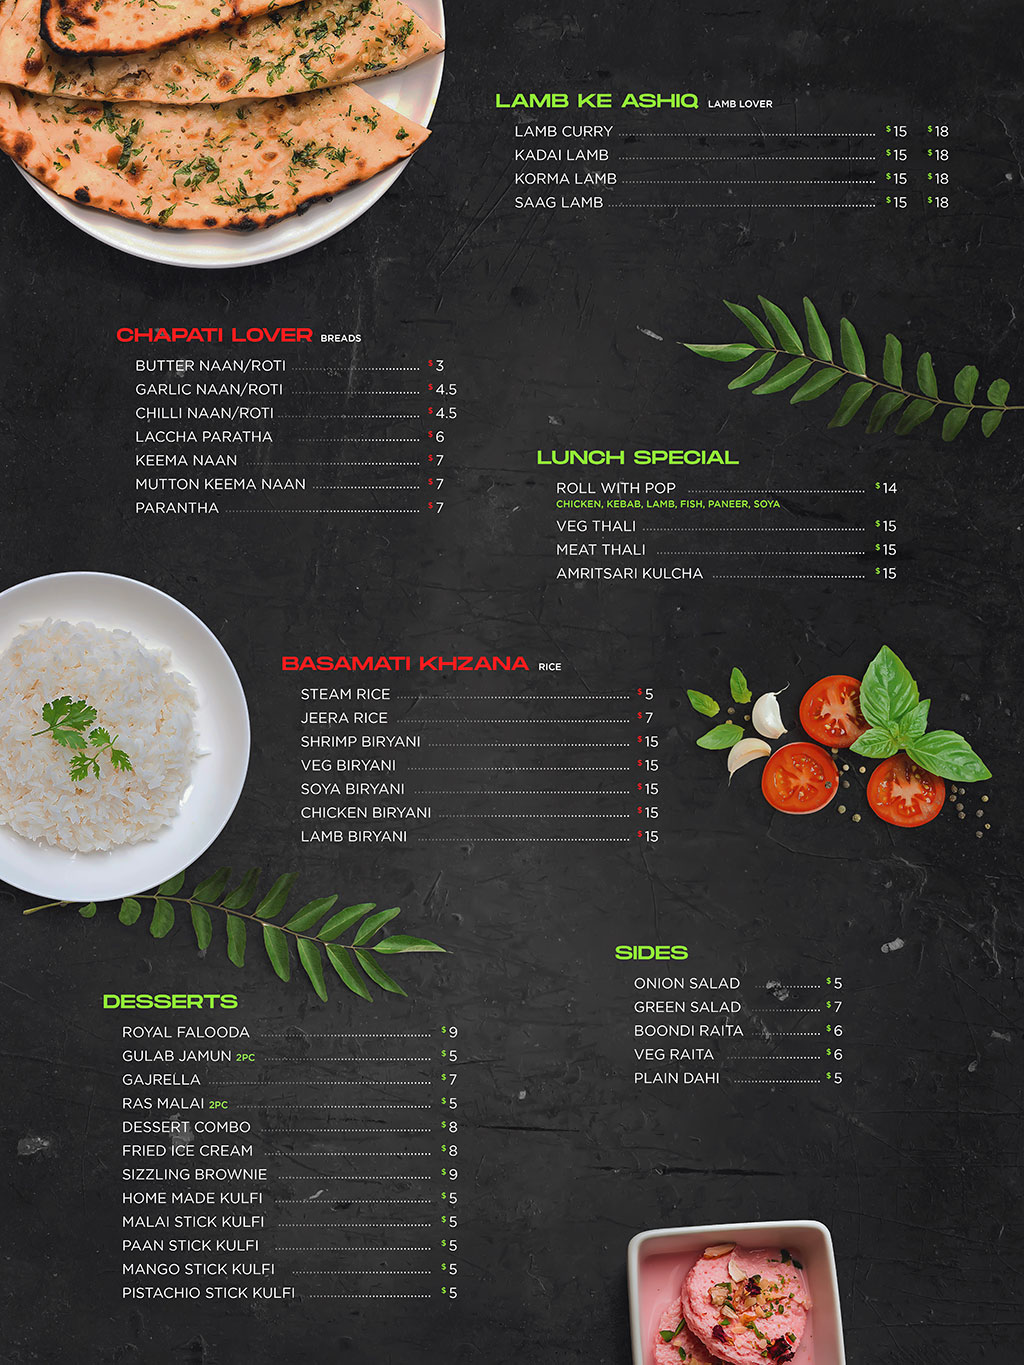 LAMB KE ASHIQ LAMB LOVER
LAMB CURRY $15 $18
KADAI LAMB $15 $18
KORMA LAMB $15 $18
SAAG LAMB $15 $18
CHAPATI LOVER BREADS
BUTTER NAAN/ROTI $3
GARLIC NAAN/ROTI $4.5
CHILLI NAAN/ROTI $4.5
LACCHA PARATHA $6
KEEMA NAAN $7
MUTTON KEEMA NAAN $7
PARANTHA $7
LUNCH SPECIAL
ROLL WITH POP $14
CHICKEN, KEBAB, LAMB, FISH, PANEER, SOYA
VEG THALI $15
MEAT THALI $15
AMRITSARI KULCHA $15
BASAMATI KHZANA RICE
STEAM RICE $5
JEERA RICE $7
SHRIMP BIRYANI $15
VEG BIRYANI $15
SOYA BIRYANI $15
CHICKEN BIRYANI $15
LAMB BIRYANI $15
SIDES
ONION SALAD $5
GREEN SALAD $7
BOONDI RAITA $6
VEG RAITA $6
PLAIN DAHI $5
DESSERTS
ROYAL FALOODA $9
GULAB JAMUN 2PC $5
GAJRELLA $7
RAS MALAI 2PC $5
DESSERT COMBO $8
FRIED ICE CREAM $8
SIZZLING BROWNIE $9
HOME MADE KULFI $5
MALAI STICK KULFI $5
PAAN STICK KULFI $5
MANGO STICK KULFI $5
PISTACHIO STICK KULFI $5